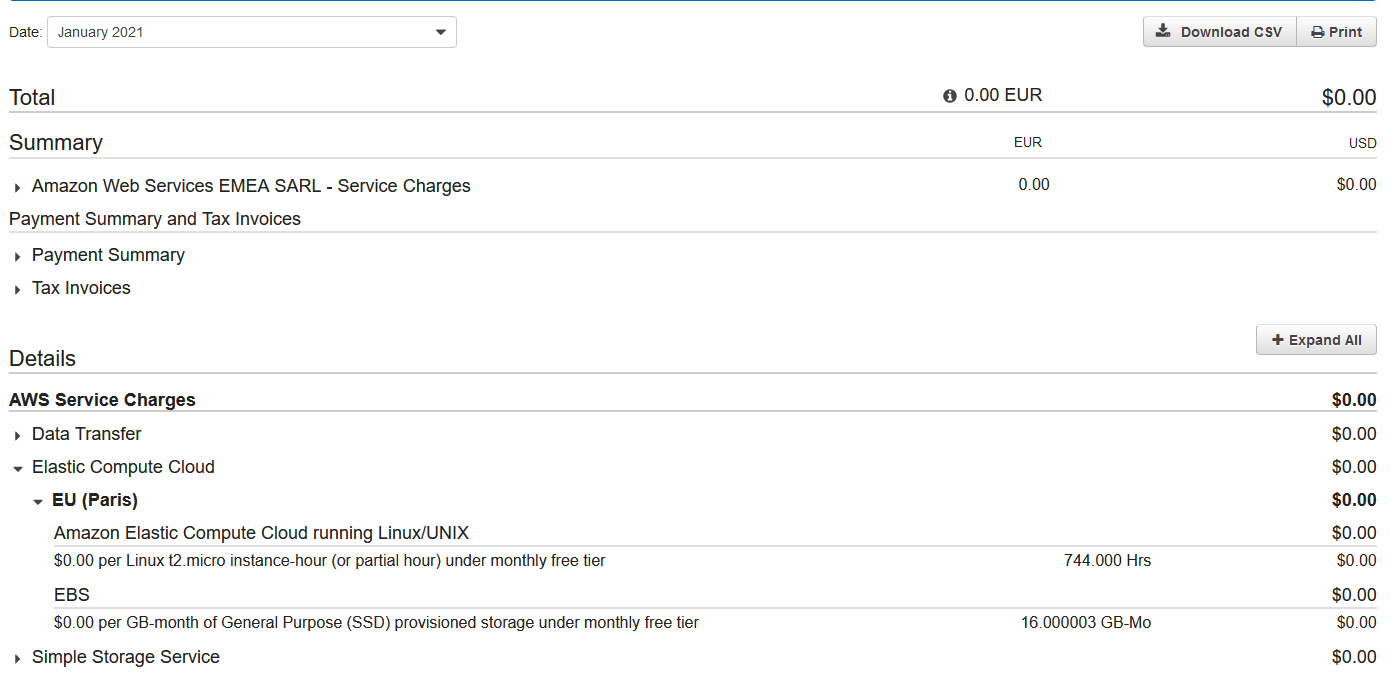 Date: January 2021 Download CSV Print
Total 0.00 EUR $0.00
Summary EUR USD
Amazon Web Services EMEA SARL - Service Charges 0.00 $0.00
Payment Summary and Tax Invoices
Payment Summary
Tax Invoices
Expand All
Details
AWS Service Charges $0.00
Data Transfer $0.00
Elastic Compute Cloud $0.00
EU (Paris) $0.00
Amazon Elastic Compute Cloud running Linux/UNIX $0.00
$0.00 per Linux t2.micro instance-hour (or partial hour) under monthly free tier 744.000 Hrs $0.00
EBS $0.00
$0.00 per GB-month of General Purpose (SSD) provisioned storage under monthly free tier 16.000003 GB-Mo $0.00
Simple Storage Service $0.00